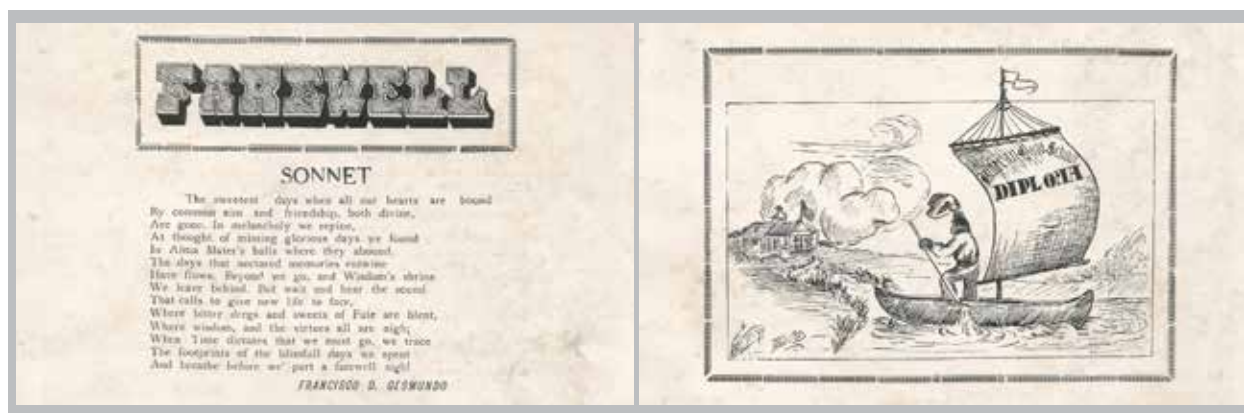 FAREWELL
SONNET
The sweetest days when all our hearts are bound
By common aim and friendship, both divine,
Are gone. In melancholy we repine,
At thought of missing glorious days we found
In Alma Mater's halls where they abound.
The days that nectared memories entwine
Have flown. Beyond we go, and Wisdom's shrine
We leave behind. But wait and hear the sound
That calls to give new life to face,
Where bitter dregs and sweets of Fate are blent,
Where wisdom, and the virtues all are nigh;
When Time dictates that we must go, we trace
The footprints of the blissfull days we spent
And breathe before we part a farewell sigh!
FRANCISCO D. GESMUNDO
DIPLOMA